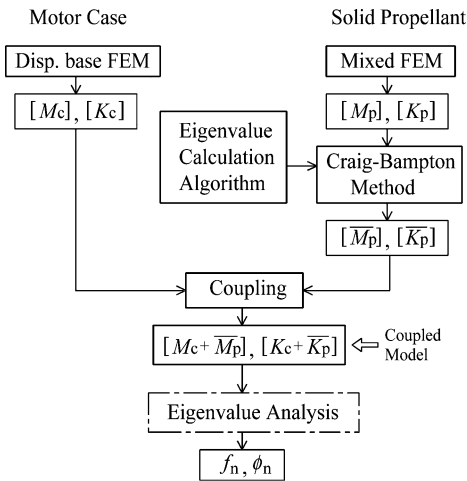 Motor Case
Solid Propellant
Disp. base FEM
Mixed FEM
[Mc], [Kc]
[Mp], [Kp]
Eigenvalue
Calculation
Algorithm
Craig-Bampton
Method
[M̅p], [K̅p]
Coupling
[Mc+M̅p], [Kc+K̅p]
Coupled
Model
Eigenvalue Analysis
fn, ϕn